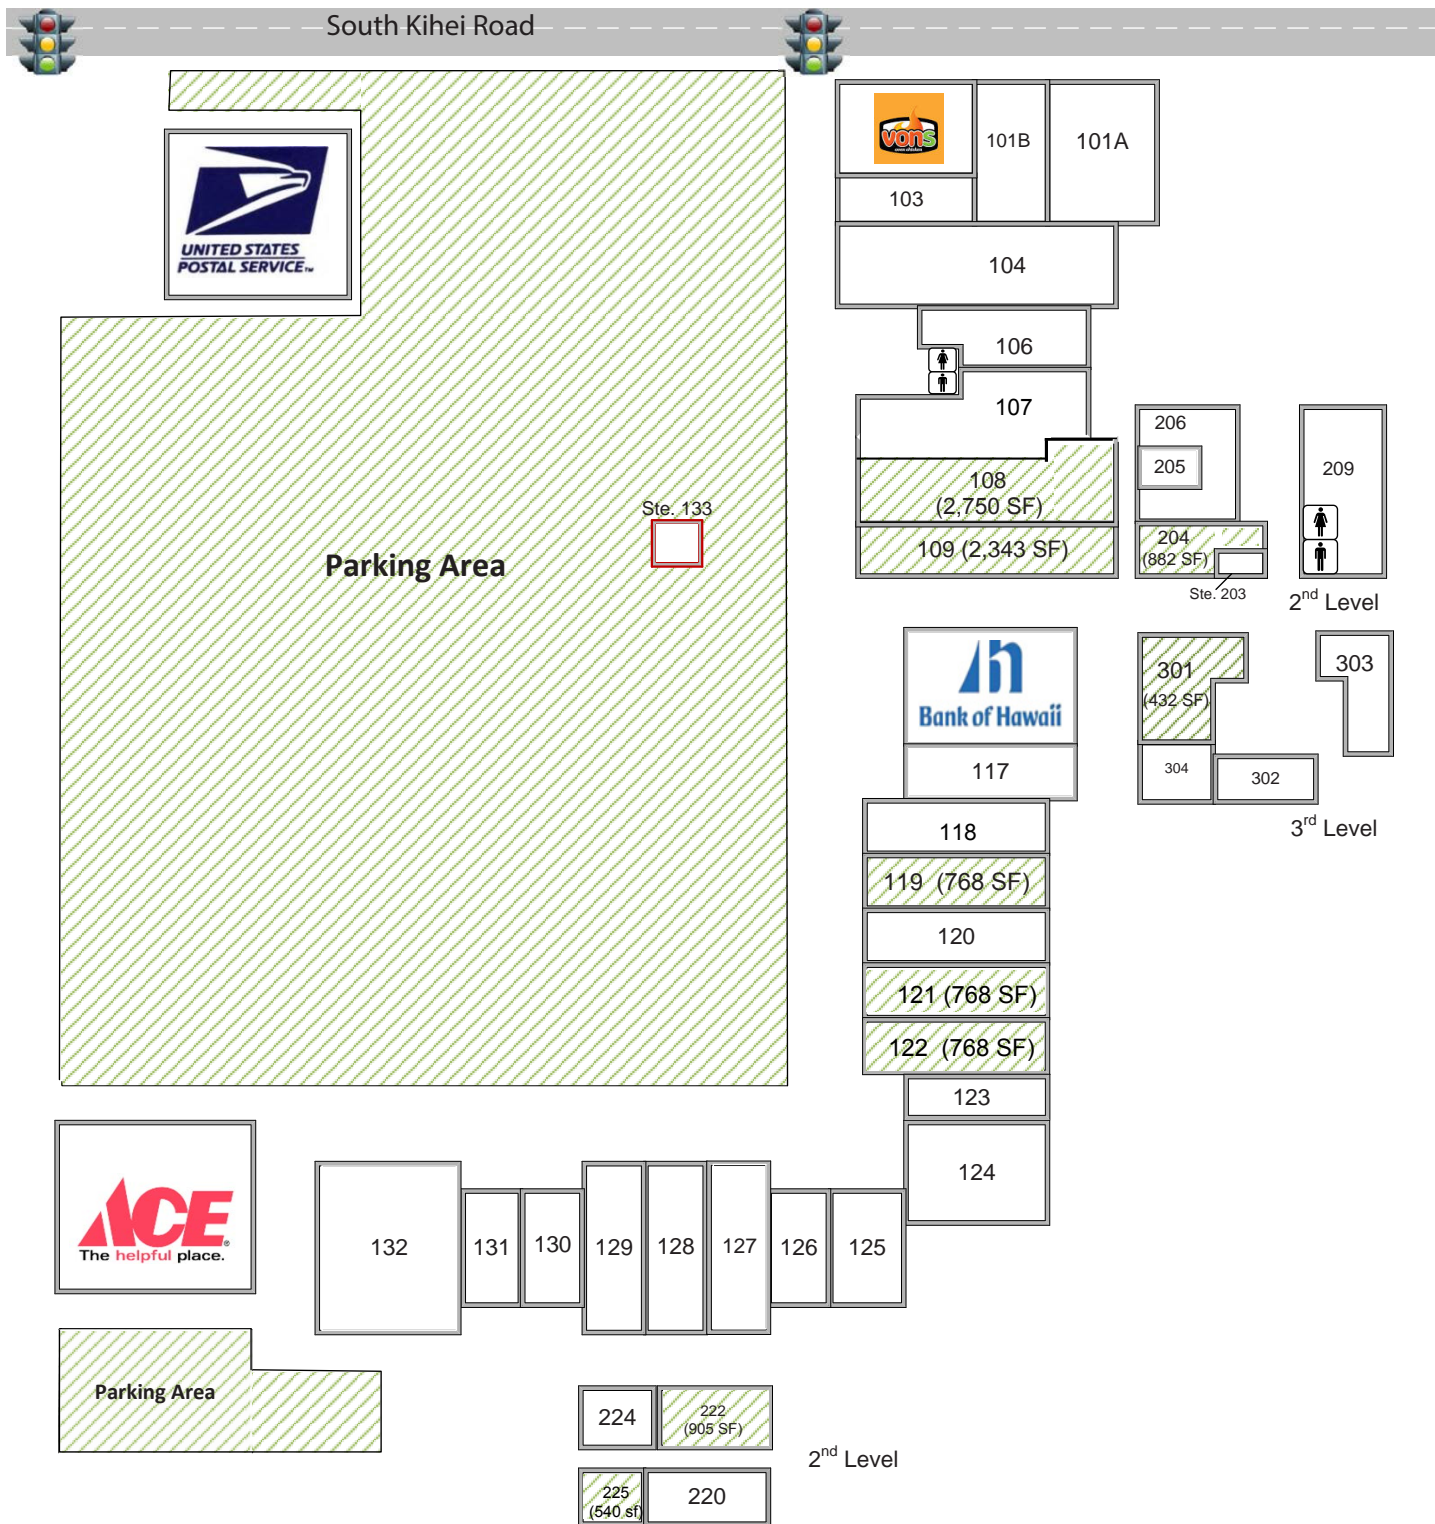 South Kihei Road
UNITED STATES
POSTAL SERVICE™
vons
101B
101A
103
104
106
107
108
(2,750 SF)
109 (2,343 SF)
206
205
209
204
(882 SF)
Ste. 203
2nd Level
Ste. 133
Parking Area
Bank of Hawaii
117
301
(432 SF)
303
304
302
3rd Level
118
119 (768 SF)
120
121 (768 SF)
122 (768 SF)
123
124
ACE®
The helpful place.
132
131
130
129
128
127
126
125
Parking Area
224
222
(905 SF)
2nd Level
225
(540 sf)
220